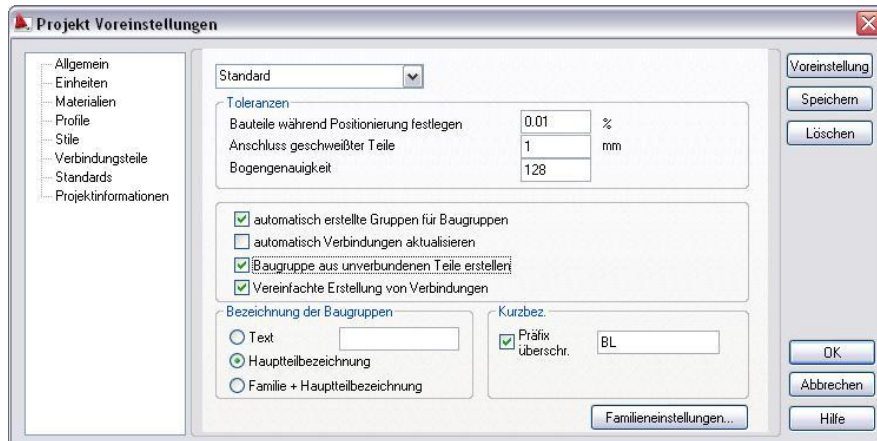 Projekt Voreinstellungen
Allgemein
Einheiten
Materialien
Profile
Stile
Verbindungsteile
Standards
Projektinformationen
Standard
Toleranzen
Bauteile während Positionierung festlegen 0.01 %
Anschluss geschweißter Teile 1 mm
Bogengenauigkeit 128
automatisch erstellte Gruppen für Baugruppen
automatisch Verbindungen aktualisieren
Baugruppe aus unverbundenen Teile erstellen
Vereinfachte Erstellung von Verbindungen
Bezeichnung der Baugruppen
Text
Hauptteilbezeichnung
Familie + Hauptteilbezeichnung
Kurzbez.
Präfix
überschr.
BL
Familieneinstellungen...
Voreinstellung
Speichern
Löschen
OK
Abbrechen
Hilfe